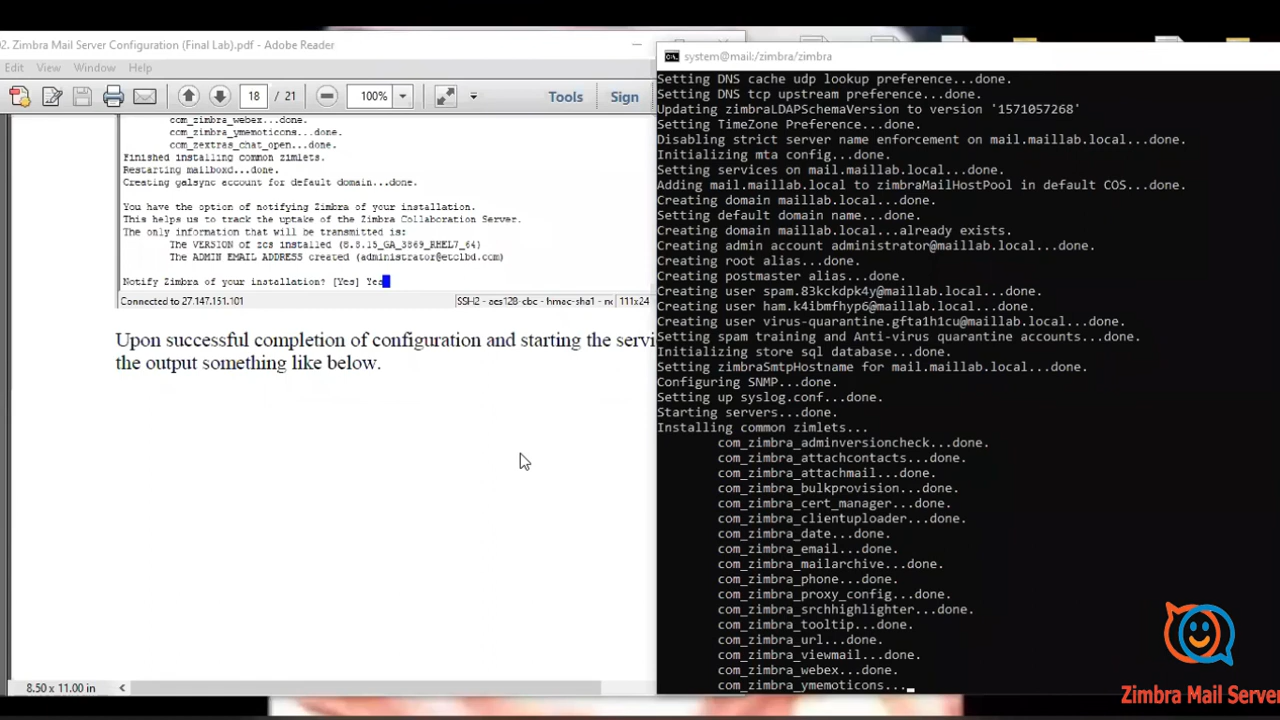 02. Zimbra Mail Server Configuration (Final Lab).pdf - Adobe Reader
Edit View Window Help
18 / 21 100% Tools Sign
ccm_zimbra_webex...done.
ccm_zimbra_ymemoticons...done.
ccm_zextras_chat_open...done.
Finished installing common zimlets.
Restarting mailboxd...done.
Creating galsync account for default domain...done.
You have the option of notifying Zimbra of your installation.
This helps us to track the uptake of the Zimbra Collaboration Server.
The only information that will be transmitted is:
The VERSION of zcs installed (8.8.15_GA_3869_RHEL7_64)
The ADMIN EMAIL ADDRESS created (administrator@etclbd.com)
Notify Zimbra of your installation? [Yes] Yes
Connected to 27.147.151.101 SSH2 - aes128-cbc - hmac-sha1 - nc 111x24
Upon successful completion of configuration and starting the servi
the output something like below.
8.50 x 11.00 in
system@mail:/zimbra/zimbra
Setting DNS cache udp lookup preference...done.
Setting DNS tcp upstream preference...done.
Updating zimbraLDAPSchemaVersion to version '1571057268'
Setting TimeZone Preference...done.
Disabling strict server name enforcement on mail.maillab.local...done.
Initializing mta config...done.
Setting services on mail.maillab.local...done.
Adding mail.maillab.local to zimbraMailHostPool in default COS...done.
Creating domain maillab.local...done.
Setting default domain name...done.
Creating domain maillab.local...already exists.
Creating admin account administrator@maillab.local...done.
Creating root alias...done.
Creating postmaster alias...done.
Creating user spam.83kckdpk4y@maillab.local...done.
Creating user ham.k4ibmfhyp6@maillab.local...done.
Creating user virus-quarantine.gfta1h1cu@maillab.local...done.
Setting spam training and Anti-virus quarantine accounts...done.
Initializing store sql database...done.
Setting zimbraSmtpHostname for mail.maillab.local...done.
Configuring SNMP...done.
Setting up syslog.conf...done.
Starting servers...done.
Installing common zimlets...
com_zimbra_adminversioncheck...done.
com_zimbra_attachcontacts...done.
com_zimbra_attachmail...done.
com_zimbra_bulkprovision...done.
com_zimbra_cert_manager...done.
com_zimbra_clientuploader...done.
com_zimbra_date...done.
com_zimbra_email...done.
com_zimbra_mailarchive...done.
com_zimbra_phone...done.
com_zimbra_proxy_config...done.
com_zimbra_srchhighlighter...done.
com_zimbra_tooltip...done.
com_zimbra_url...done.
com_zimbra_viewmail...done.
com_zimbra_webex...done.
com_zimbra_ymemoticons...
Zimbra Mail Server